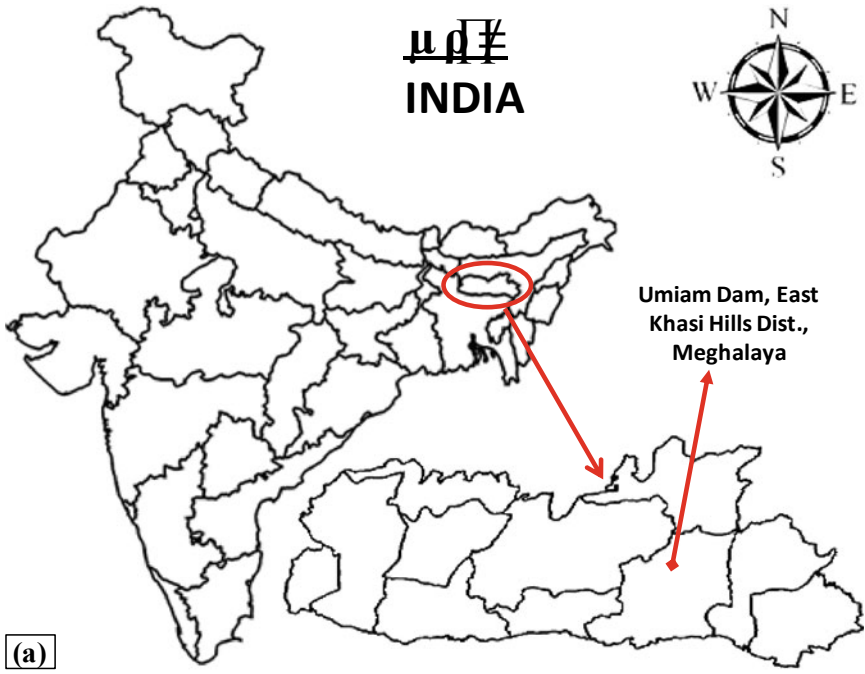 INDIA
N
W
E
S
Umiam Dam, East
Khasi Hills Dist.,
Meghalaya
(a)